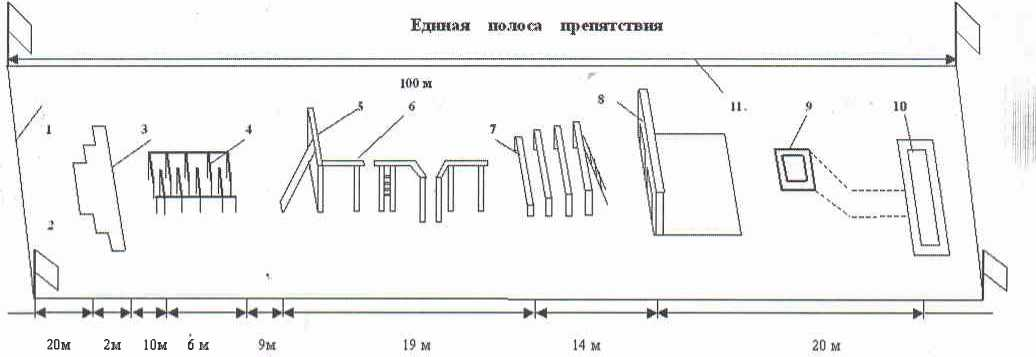 Единая полоса препятствия
100 м
1 2 3 4 5 6 7 8 9 10 11.
20м 2м 10м 6 м 9м 19 м 14 м 20 м